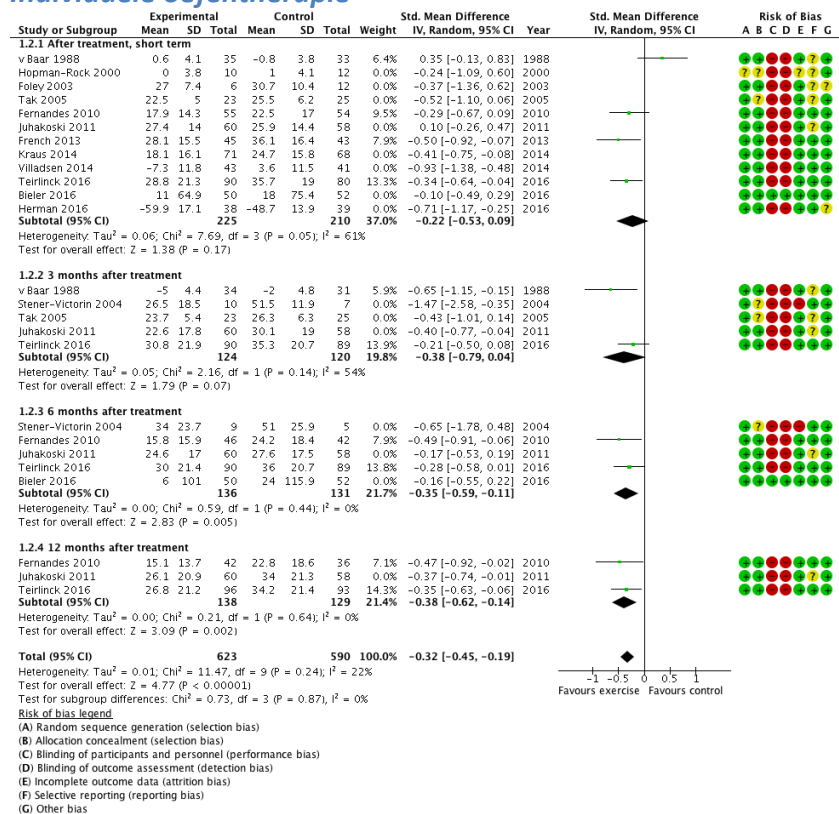 Individuele oefentherapie
Experimental Control Std. Mean Difference Std. Mean Difference Risk of Bias
Study or Subgroup Mean SD Total Mean SD Total Weight IV, Random, 95% CI Year IV, Random, 95% CI A B C D E F G
1.2.1 After treatment, short term
v Baar 1988 0.6 4.1 35 -0.8 3.8 33 6.4% 0.35 [-0.13, 0.83] 1988
Hopman-Rock 2000 0 3.8 10 1 4.1 12 0.0% -0.24 [-1.09, 0.60] 2000
Foley 2003 27 7.4 6 30.7 10.4 12 0.0% -0.37 [-1.36, 0.62] 2003
Tak 2005 22.5 5 23 25.5 6.2 25 0.0% -0.52 [-1.10, 0.06] 2005
Fernandes 2010 17.9 14.3 55 22.5 17 54 9.5% -0.29 [-0.67, 0.09] 2010
Juhakoski 2011 27.4 14 60 25.9 14.4 58 0.0% 0.10 [-0.26, 0.47] 2011
French 2013 28.1 15.5 45 36.1 16.4 43 7.9% -0.50 [-0.92, -0.07] 2013
Kraus 2014 18.1 16.1 71 24.7 15.8 68 0.0% -0.41 [-0.75, -0.08] 2014
Villadsen 2014 -7.3 11.8 43 3.6 11.5 41 0.0% -0.93 [-1.38, -0.48] 2014
Teirlinck 2016 28.8 21.3 90 35.7 19 80 13.3% -0.34 [-0.64, -0.04] 2016
Bieler 2016 11 64.9 50 18 75.4 52 0.0% -0.10 [-0.49, 0.29] 2016
Herman 2016 -59.9 17.1 38 -48.7 13.9 39 0.0% -0.71 [-1.17, -0.25] 2016
Subtotal (95% CI) 225 210 37.0% -0.22 [-0.53, 0.09]
Heterogeneity: Tau² = 0.06; Chi² = 7.69, df = 3 (P = 0.05); I² = 61%
Test for overall effect: Z = 1.38 (P = 0.17)
1.2.2 3 months after treatment
v Baar 1988 -5 4.4 34 -2 4.8 31 5.9% -0.65 [-1.15, -0.15] 1988
Stener-Victorin 2004 26.5 18.5 10 51.5 11.9 7 0.0% -1.47 [-2.58, -0.35] 2004
Tak 2005 23.7 5.4 23 26.3 6.3 25 0.0% -0.43 [-1.01, 0.14] 2005
Juhakoski 2011 22.6 17.8 60 30.1 19 58 0.0% -0.40 [-0.77, -0.04] 2011
Teirlinck 2016 30.8 21.9 90 35.3 20.7 89 13.9% -0.21 [-0.50, 0.08] 2016
Subtotal (95% CI) 124 120 19.8% -0.38 [-0.79, 0.04]
Heterogeneity: Tau² = 0.05; Chi² = 2.16, df = 1 (P = 0.14); I² = 54%
Test for overall effect: Z = 1.79 (P = 0.07)
1.2.3 6 months after treatment
Stener-Victorin 2004 34 23.7 9 51 25.9 5 0.0% -0.65 [-1.78, 0.48] 2004
Fernandes 2010 15.8 15.9 46 24.2 18.4 42 7.9% -0.49 [-0.91, -0.06] 2010
Juhakoski 2011 24.6 17 60 27.6 17.5 58 0.0% -0.17 [-0.53, 0.19] 2011
Teirlinck 2016 30 21.4 90 36 20.7 89 13.8% -0.28 [-0.58, 0.01] 2016
Bieler 2016 6 101 50 24 115.9 52 0.0% -0.16 [-0.55, 0.22] 2016
Subtotal (95% CI) 136 131 21.7% -0.35 [-0.59, -0.11]
Heterogeneity: Tau² = 0.00; Chi² = 0.59, df = 1 (P = 0.44); I² = 0%
Test for overall effect: Z = 2.83 (P = 0.005)
1.2.4 12 months after treatment
Fernandes 2010 15.1 13.7 42 22.8 18.6 36 7.1% -0.47 [-0.92, -0.02] 2010
Juhakoski 2011 26.1 20.9 60 34 21.3 58 0.0% -0.37 [-0.74, -0.01] 2011
Teirlinck 2016 26.8 21.2 96 34.2 21.4 93 14.3% -0.35 [-0.63, -0.06] 2016
Subtotal (95% CI) 138 129 21.4% -0.38 [-0.62, -0.14]
Heterogeneity: Tau² = 0.00; Chi² = 0.21, df = 1 (P = 0.64); I² = 0%
Test for overall effect: Z = 3.09 (P = 0.002)
Total (95% CI) 623 590 100.0% -0.32 [-0.45, -0.19]
Heterogeneity: Tau² = 0.01; Chi² = 11.47, df = 9 (P = 0.24); I² = 22%
Test for overall effect: Z = 4.77 (P < 0.00001)
Test for subgroup differences: Chi² = 0.73, df = 3 (P = 0.87), I² = 0%
-1 -0.5 0 0.5 1
Favours exercise Favours control
Risk of bias legend
(A) Random sequence generation (selection bias)
(B) Allocation concealment (selection bias)
(C) Blinding of participants and personnel (performance bias)
(D) Blinding of outcome assessment (detection bias)
(E) Incomplete outcome data (attrition bias)
(F) Selective reporting (reporting bias)
(G) Other bias